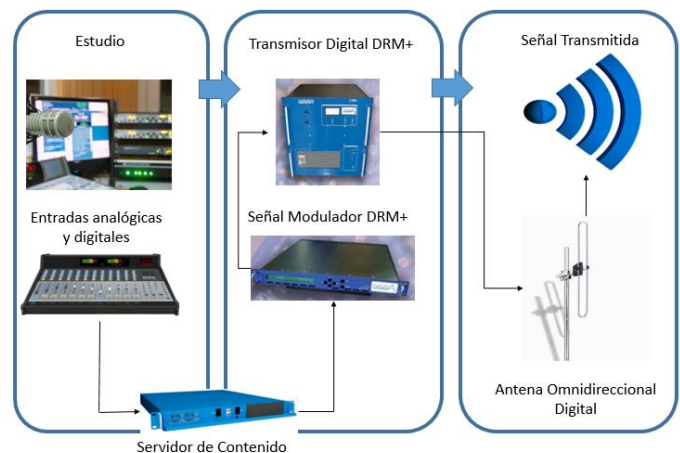 Estudio
Entradas analógicas
y digitales
Servidor de Contenido
Transmisor Digital DRM+
Señal Modulador DRM+
Señal Transmitida
Antena Omnidireccional
Digital